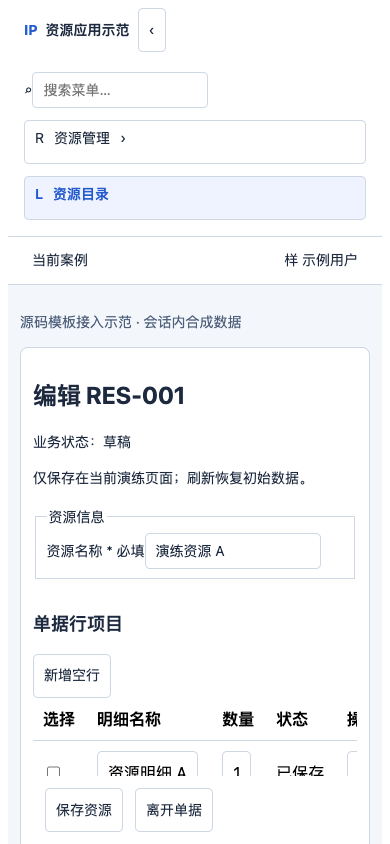 IP 资源应用示范 ‹
⌕ 搜索菜单...
R 资源管理 ›
L 资源目录
当前案例 样 示例用户
源码模板接入示范 · 会话内合成数据
编辑 RES-001
业务状态：草稿
仅保存在当前演练页面；刷新恢复初始数据。
资源信息
资源名称 * 必填 演练资源 A
单据行项目
新增空行
选择 明细名称 数量 状态
资源明细 A 1 已保存
保存资源 离开单据